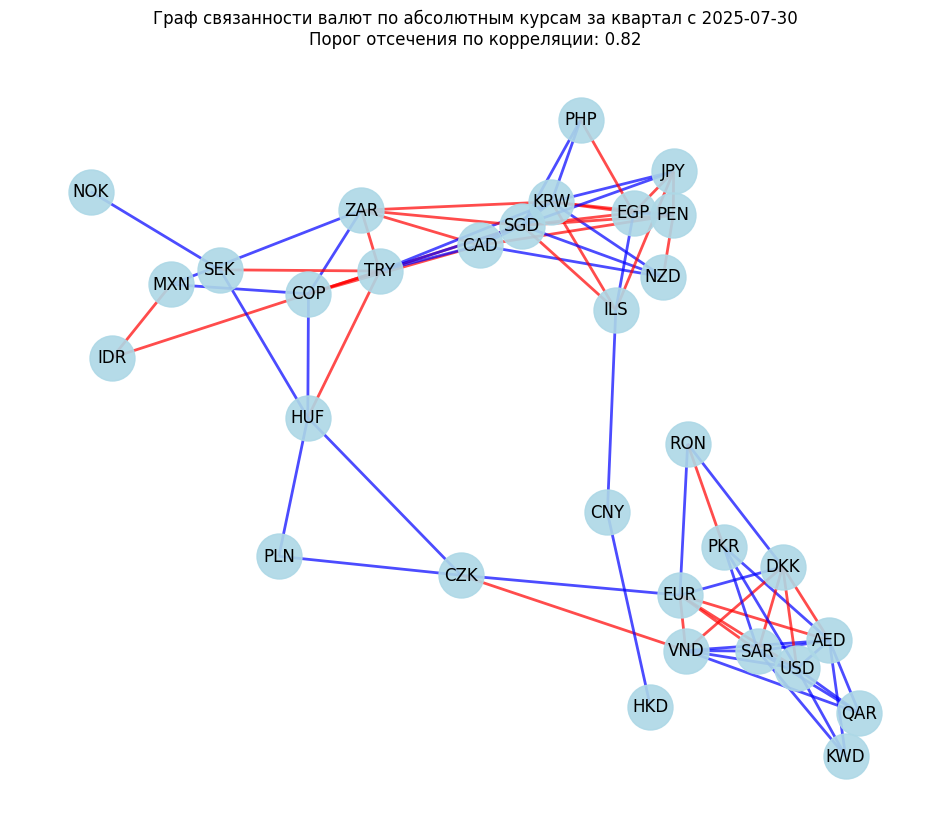 Граф связанности валют по абсолютным курсам за квартал с 2025-07-30
Порог отсечения по корреляции: 0.82
PHP
JPY
NOK
KRW
ZAR
EGP
PEN
SGD
CAD
SEK
TRY
NZD
MXN
COP
ILS
IDR
HUF
RON
CNY
PKR
PLN
DKK
CZK
EUR
AED
VND
SAR
USD
HKD
QAR
KWD